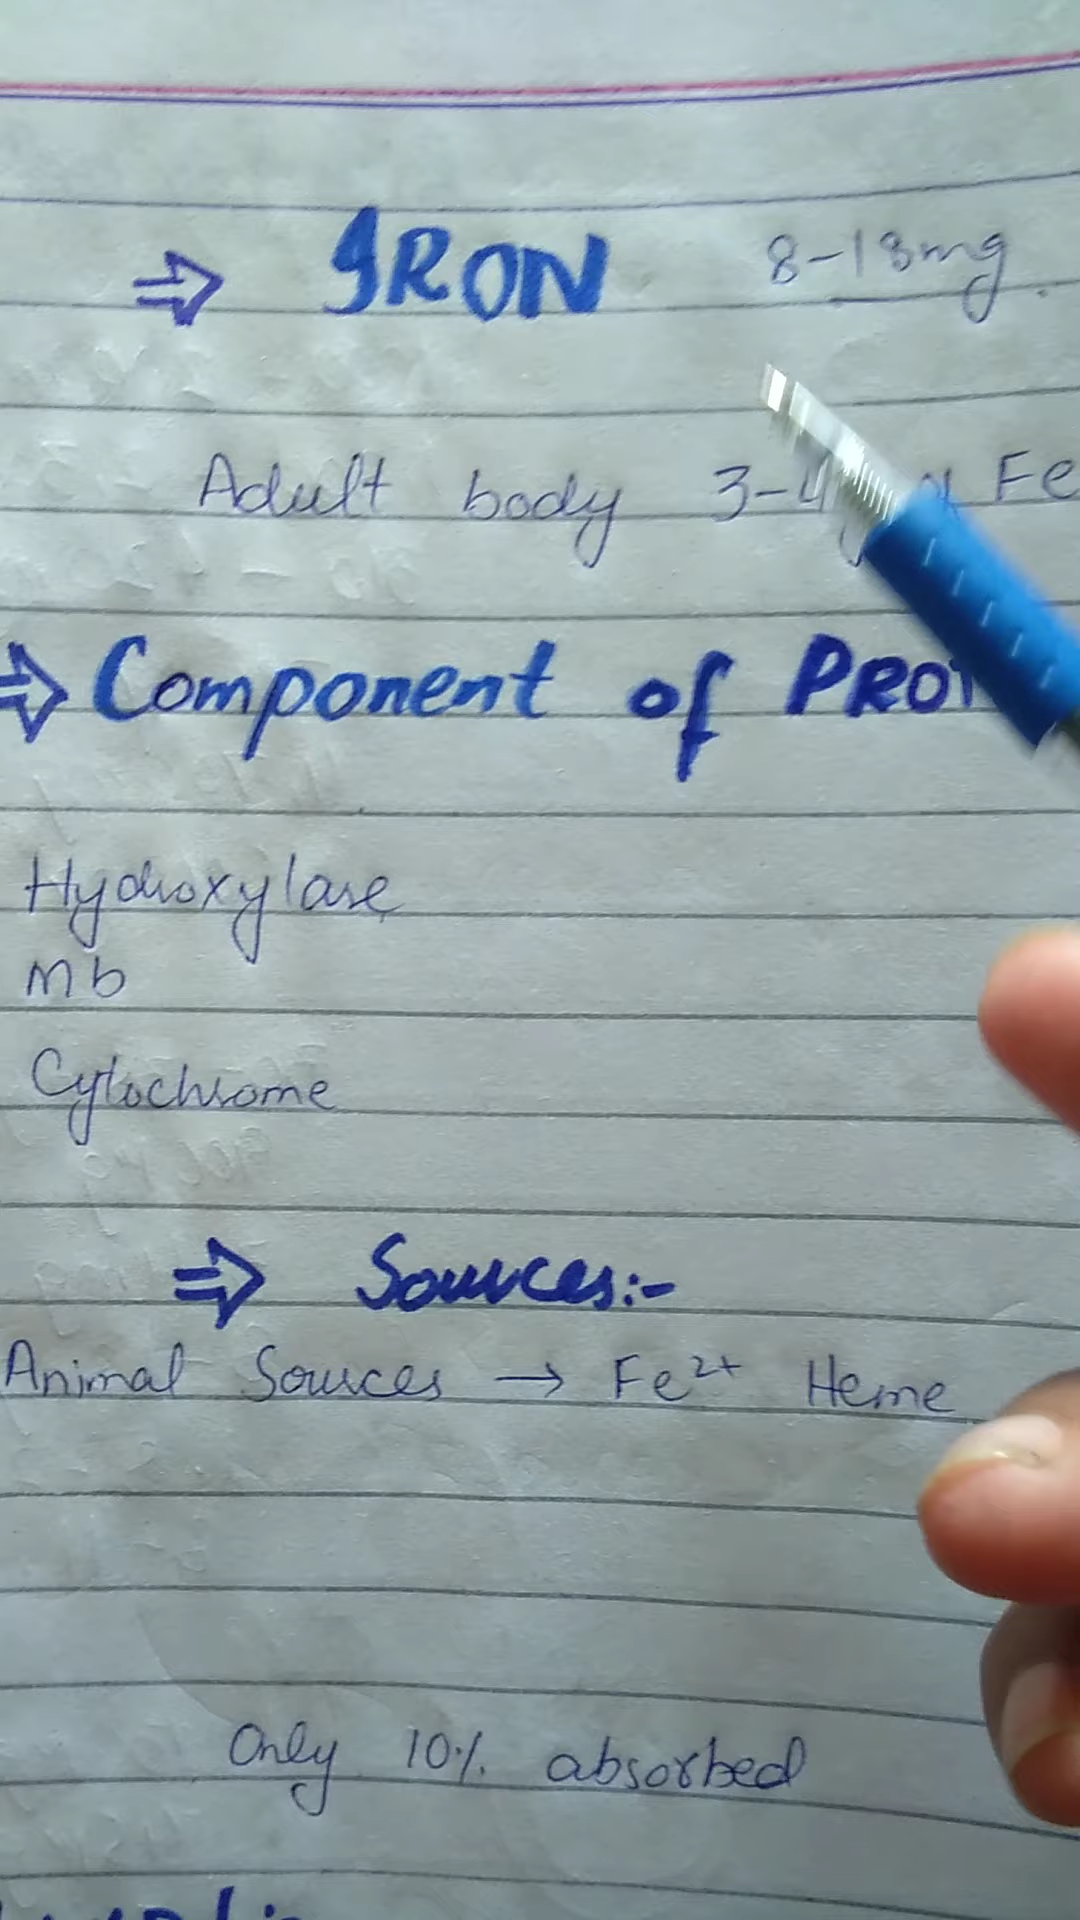 ⇒ IRON 8-18mg.
Adult body 3-4 Fe
⇒ Component of
Hydroxylase
Mb
Cytochrome
⇒ Sources:-
Animal Sources → Fe²⁺ Heme
Only 10% absorbed